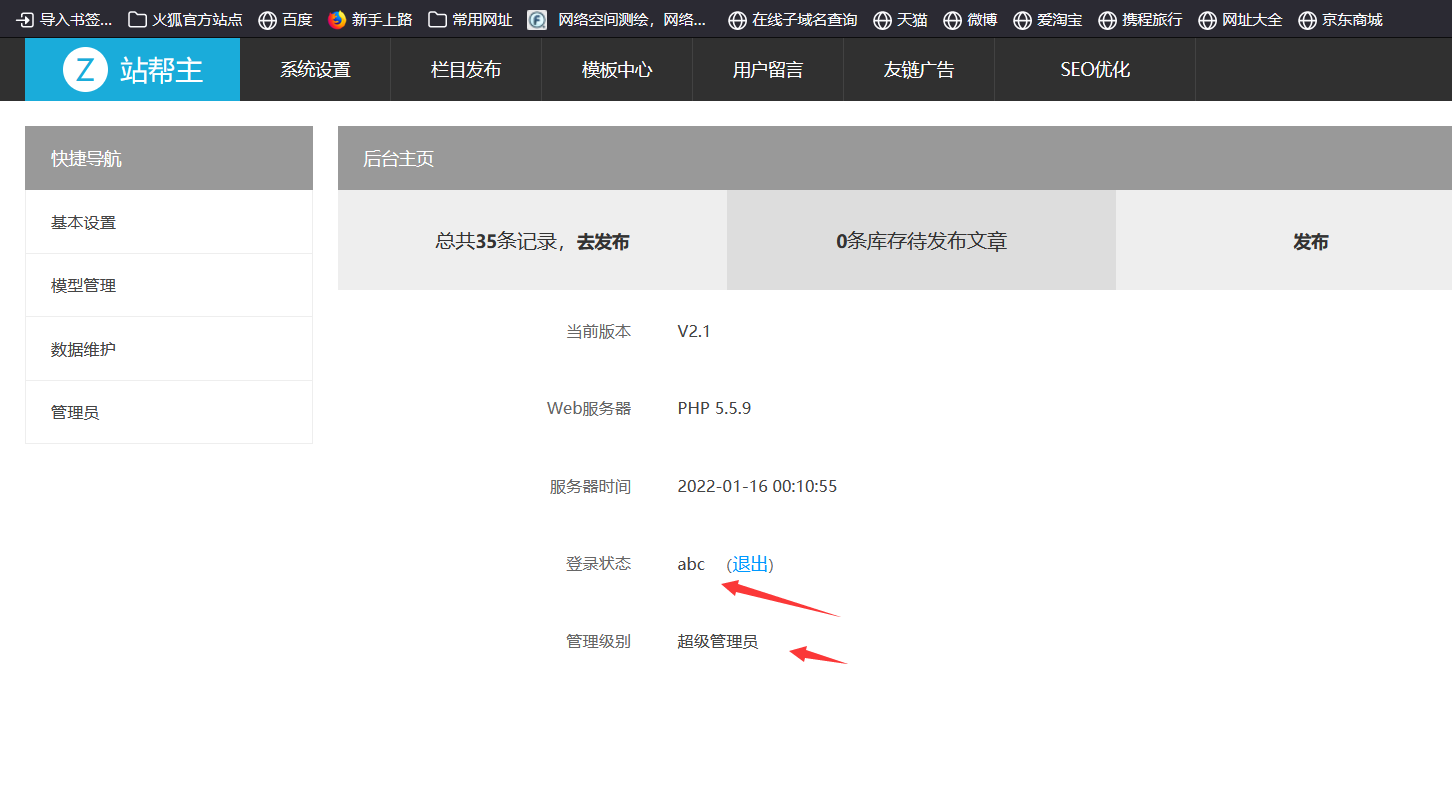 导入书签... 火狐官方站点 百度 新手上路 常用网址 网络空间测绘，网络... 在线子域名查询 天猫 微博 爱淘宝 携程旅行 网址大全 京东商城
Z 站帮主 系统设置 栏目发布 模板中心 用户留言 友链广告 SEO优化
快捷导航
基本设置
模型管理
数据维护
管理员
后台主页
总共35条记录，去发布 0条库存待发布文章 发布
当前版本 V2.1
Web服务器 PHP 5.5.9
服务器时间 2022-01-16 00:10:55
登录状态 abc （退出）
管理级别 超级管理员